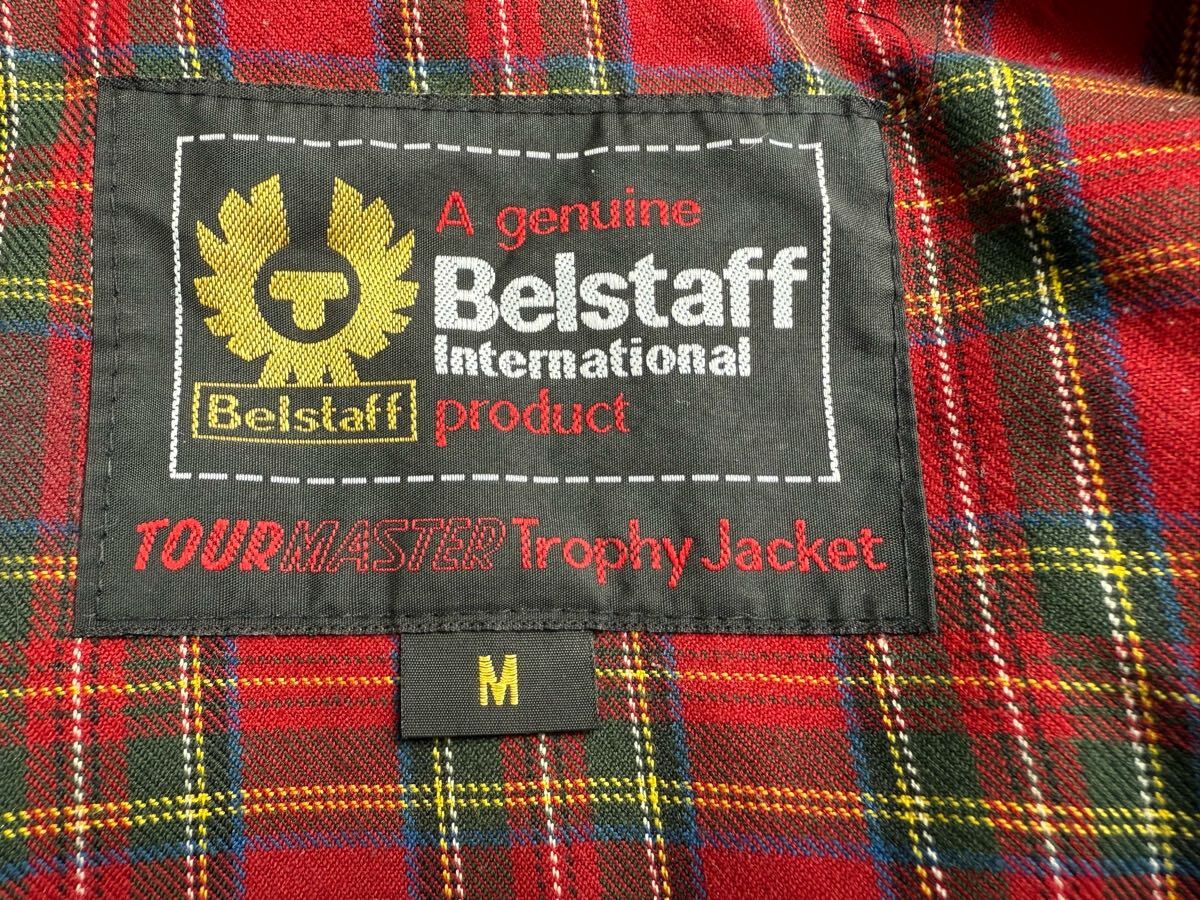 A genuine
Belstaff
International
product
Belstaff
TOURMASTER Trophy Jacket
M